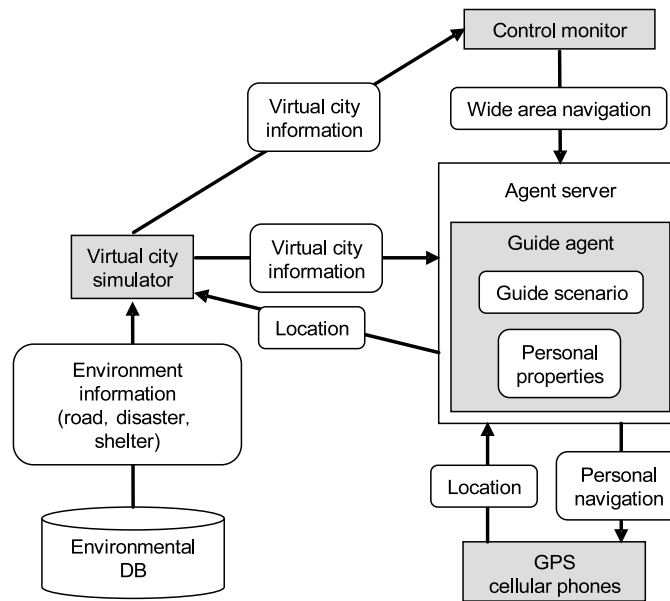 Control monitor
Virtual city
information
Wide area navigation
Agent server
Virtual city
simulator
Virtual city
information
Guide agent
Guide scenario
Location
Personal
properties
Environment
information
(road, disaster,
shelter)
Location
Personal
navigation
Environmental
DB
GPS
cellular phones